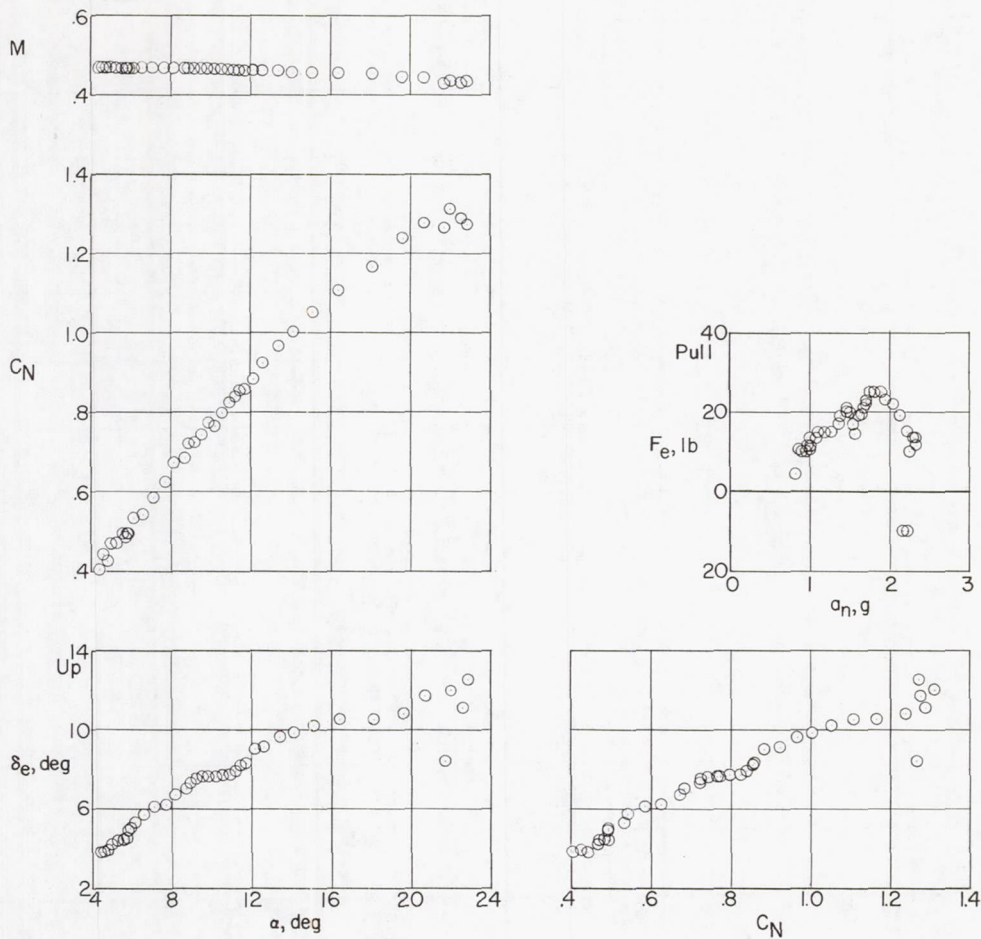 .6
M
.4
1.4
1.2
1.0
C_N
.8
.6
.4
40
Pull
20
F_e, lb
0
20
0 1 2 3
a_n, g
Up 14
10
δ_e, deg
6
2
4 8 12 16 20 24
α, deg
.4 .6 .8 1.0 1.2 1.4
C_N